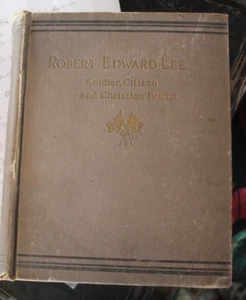 ROBERT EDWARD LEE
Soldier, Citizen
and Christian Patriot